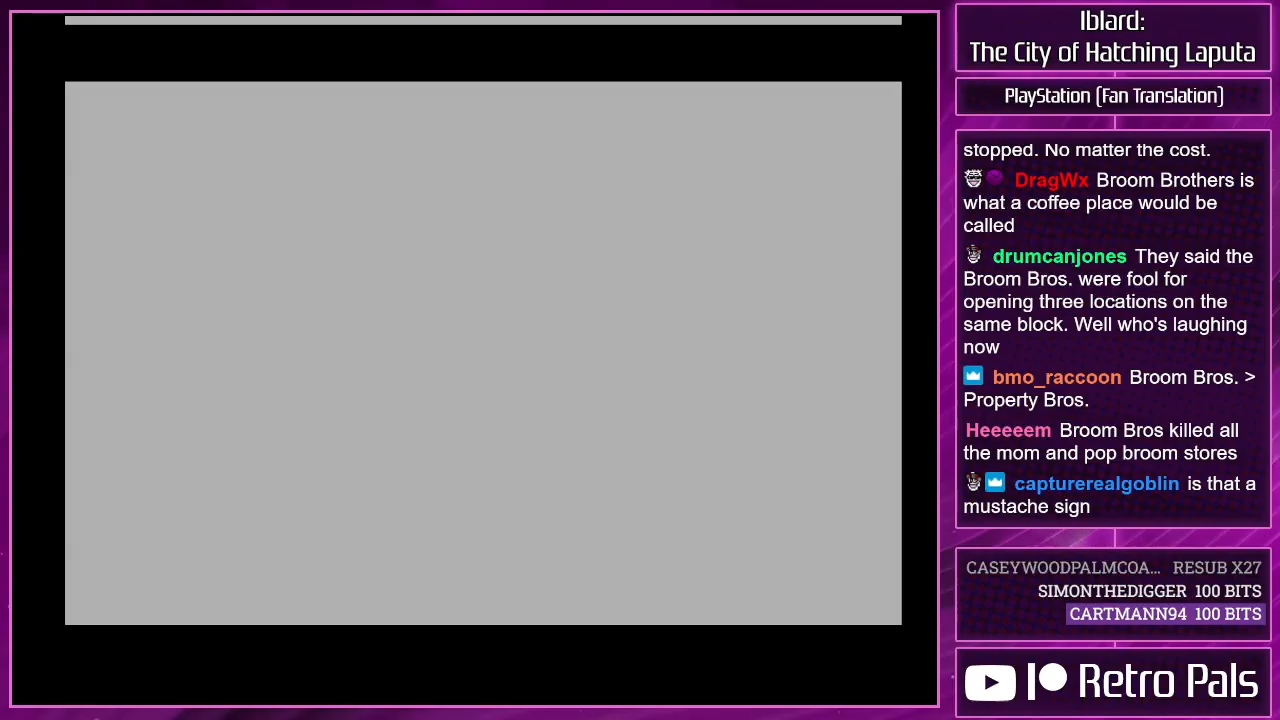 Iblard:
The City of Hatching Laputa
PlayStation (Fan Translation)
stopped. No matter the cost.
DragWx Broom Brothers is
what a coffee place would be
called
drumcanjones They said the
Broom Bros. were fool for
opening three locations on the
same block. Well who's laughing
now
bmo_raccoon Broom Bros. >
Property Bros.
Heeeeem Broom Bros killed all
the mom and pop broom stores
capturerealgoblin is that a
mustache sign
CASEYWOODPALMCOA... RESUB X27
SIMONTHEDIGGER 100 BITS
CARTMANN94 100 BITS
Retro Pals